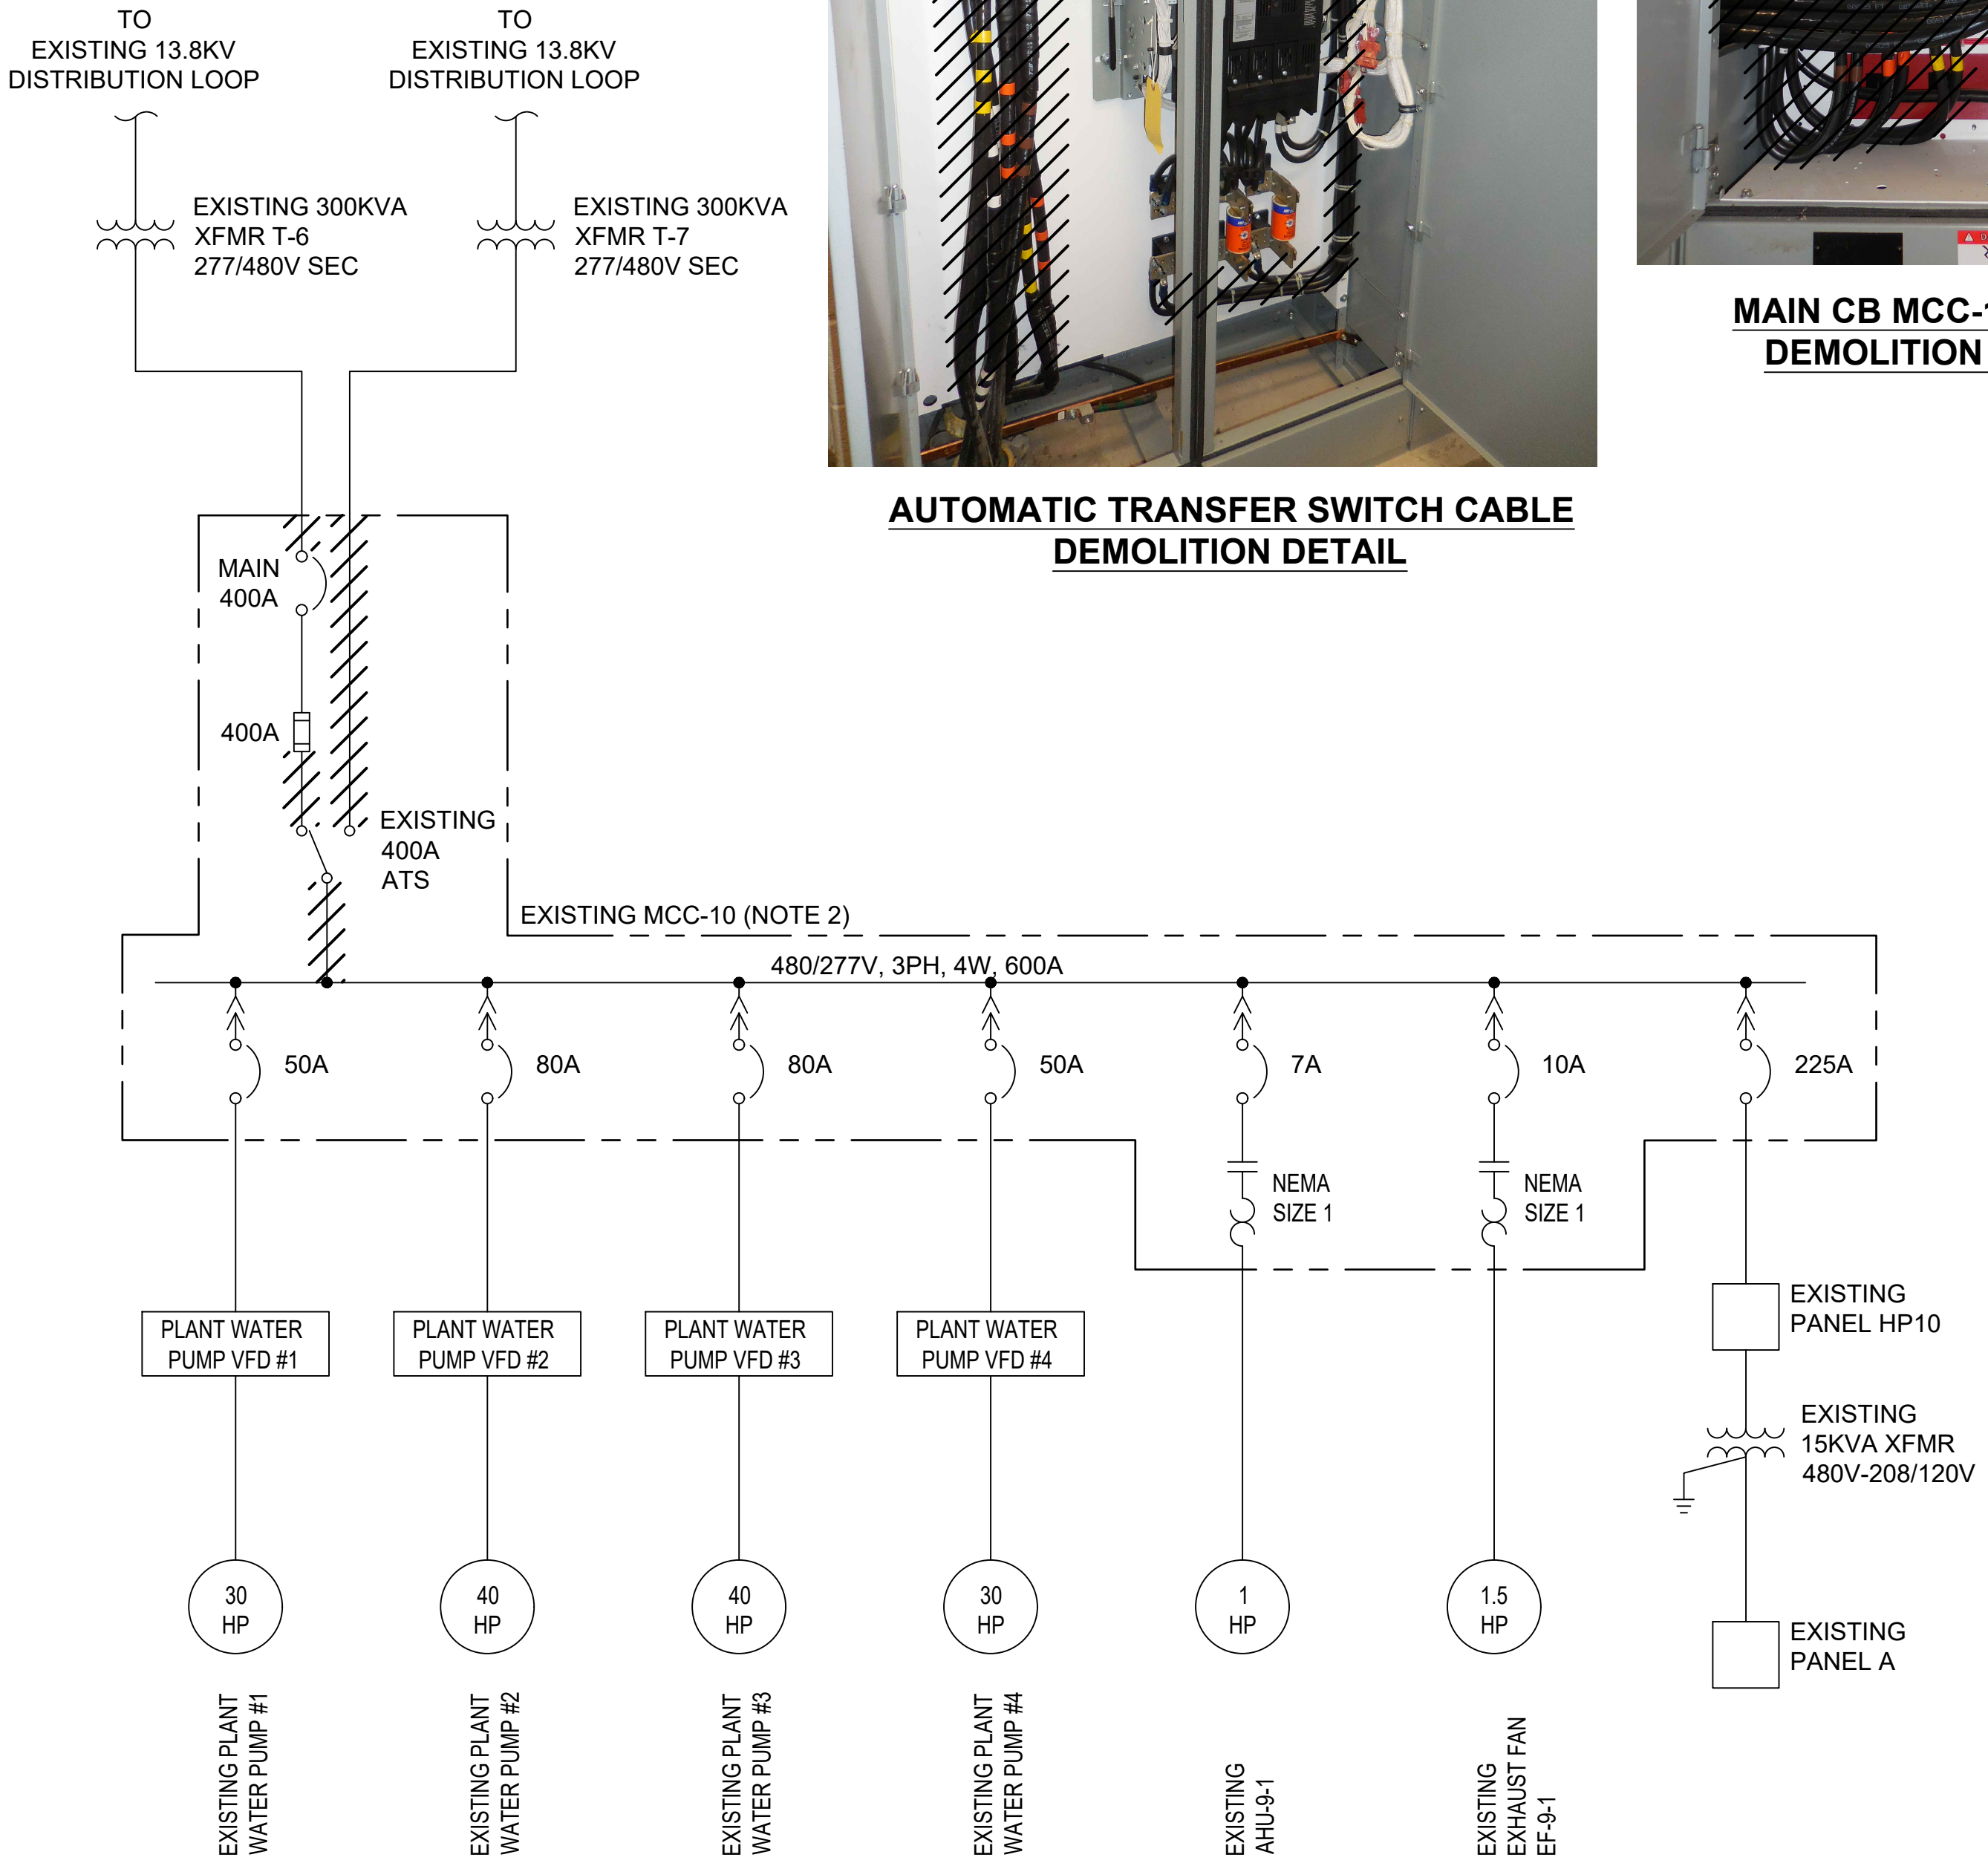 TO
EXISTING 13.8KV
DISTRIBUTION LOOP
TO
EXISTING 13.8KV
DISTRIBUTION LOOP
EXISTING 300KVA
XFMR T-6
277/480V SEC
EXISTING 300KVA
XFMR T-7
277/480V SEC
AUTOMATIC TRANSFER SWITCH CABLE
DEMOLITION DETAIL
MAIN CB MCC-1
DEMOLITION
MAIN
400A
400A
EXISTING
400A
ATS
EXISTING MCC-10 (NOTE 2)
480/277V, 3PH, 4W, 600A
50A
80A
80A
50A
7A
10A
225A
NEMA
SIZE 1
NEMA
SIZE 1
PLANT WATER
PUMP VFD #1
PLANT WATER
PUMP VFD #2
PLANT WATER
PUMP VFD #3
PLANT WATER
PUMP VFD #4
EXISTING
PANEL HP10
EXISTING
15KVA XFMR
480V-208/120V
30
HP
40
HP
40
HP
30
HP
1
HP
1.5
HP
EXISTING
PANEL A
EXISTING PLANT
WATER PUMP #1
EXISTING PLANT
WATER PUMP #2
EXISTING PLANT
WATER PUMP #3
EXISTING PLANT
WATER PUMP #4
EXISTING
AHU-9-1
EXISTING
EXHAUST FAN
EF-9-1